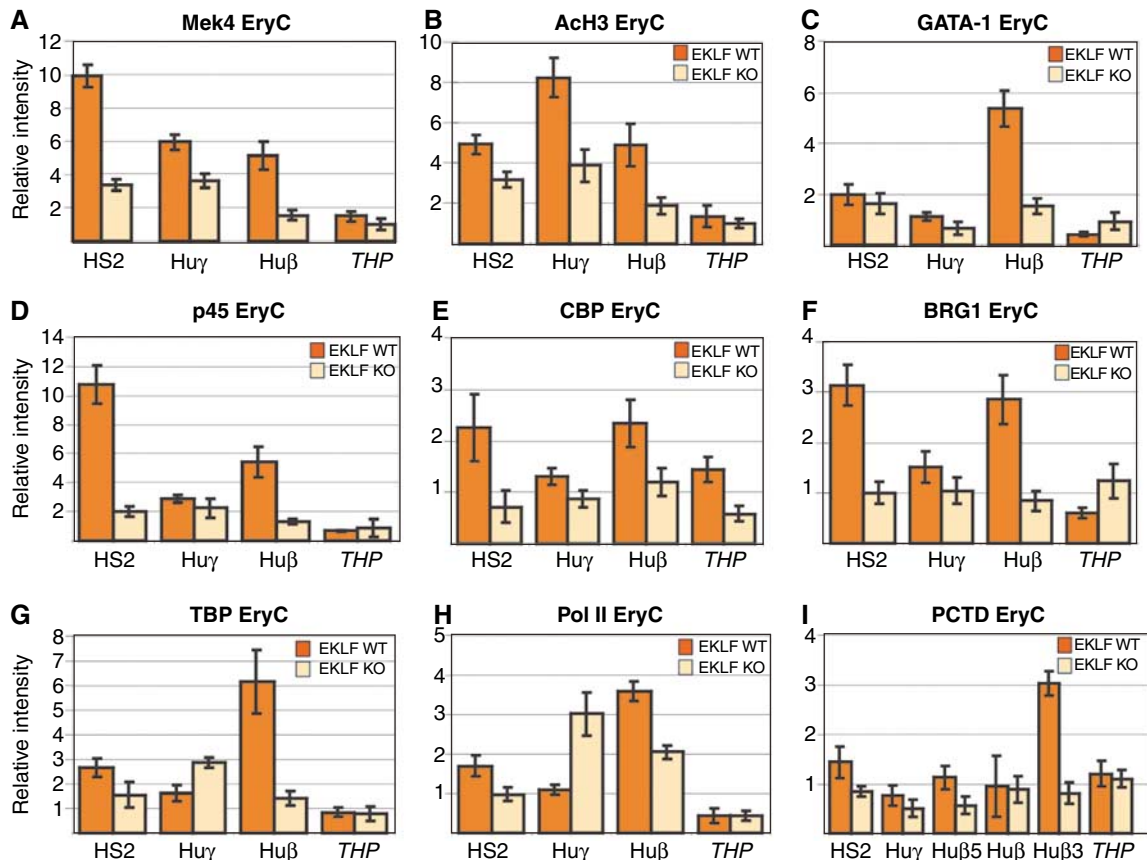 A Mek4 EryC
Relative intensity
12
10
8
6
4
2
HS2 Huγ Huβ THP
B AcH3 EryC
EKLF WT
EKLF KO
10
8
6
4
2
HS2 Huγ Huβ THP
C GATA-1 EryC
EKLF WT
EKLF KO
8
6
4
2
HS2 Huγ Huβ THP
D p45 EryC
EKLF WT
EKLF KO
Relative intensity
14
12
10
8
6
4
2
HS2 Huγ Huβ THP
E CBP EryC
EKLF WT
EKLF KO
4
3
2
1
HS2 Huγ Huβ THP
F BRG1 EryC
EKLF WT
EKLF KO
4
3
2
1
HS2 Huγ Huβ THP
G TBP EryC
EKLF WT
EKLF KO
Relative intensity
8
7
6
5
4
3
2
1
HS2 Huγ Huβ THP
H Pol II EryC
EKLF WT
EKLF KO
5
4
3
2
1
HS2 Huγ Huβ THP
I PCTD EryC
EKLF WT
EKLF KO
4
3
2
1
HS2 Huγ Huβ5 Huβ Huβ3 THP